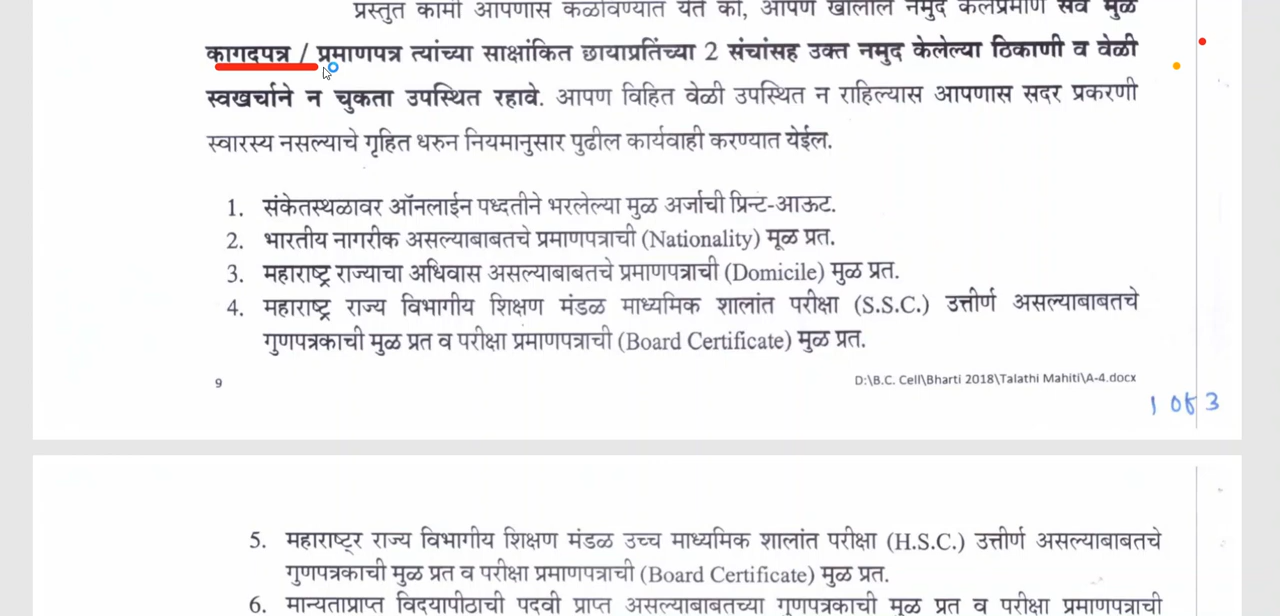 प्रस्तुत कामी आपणास कळविण्यात येते की, आपण खालील नमुद केलेप्रमाणे सर्व मुळ
कागदपत्र / प्रमाणपत्र त्यांच्या साक्षांकित छायाप्रतिंच्या 2 संचांसह उक्त नमुद केलेल्या ठिकाणी व वेळी
स्वखर्चाने न चुकता उपस्थित रहावे. आपण विहित वेळी उपस्थित न राहिल्यास आपणास सदर प्रकरणी
स्वारस्य नसल्याचे गृहित धरुन नियमानुसार पुढील कार्यवाही करण्यात येईल.
1. संकेतस्थळावर ऑनलाईन पध्दतीने भरलेल्या मुळ अर्जाची प्रिन्ट-आऊट.
2. भारतीय नागरीक असल्याबाबतचे प्रमाणपत्राची (Nationality) मूळ प्रत.
3. महाराष्ट्र राज्याचा अधिवास असल्याबाबतचे प्रमाणपत्राची (Domicile) मुळ प्रत.
4. महाराष्ट्र राज्य विभागीय शिक्षण मंडळ माध्यमिक शालांत परीक्षा (S.S.C.) उत्तीर्ण असल्याबाबतचे
गुणपत्रकाची मुळ प्रत व परीक्षा प्रमाणपत्राची (Board Certificate) मुळ प्रत.
9 D:\B.C. Cell\Bharti 2018\Talathi Mahiti\A-4.docx
1 of 3
5. महाराष्ट्र राज्य विभागीय शिक्षण मंडळ उच्च माध्यमिक शालांत परीक्षा (H.S.C.) उत्तीर्ण असल्याबाबतचे
गुणपत्रकाची मुळ प्रत व परीक्षा प्रमाणपत्राची (Board Certificate) मुळ प्रत.
6. मान्यताप्राप्त विदयापीठाची पदवी प्राप्त असल्याबाबतच्या गुणपत्रकाची मुळ प्रत व परीक्षा प्रमाणपत्राची